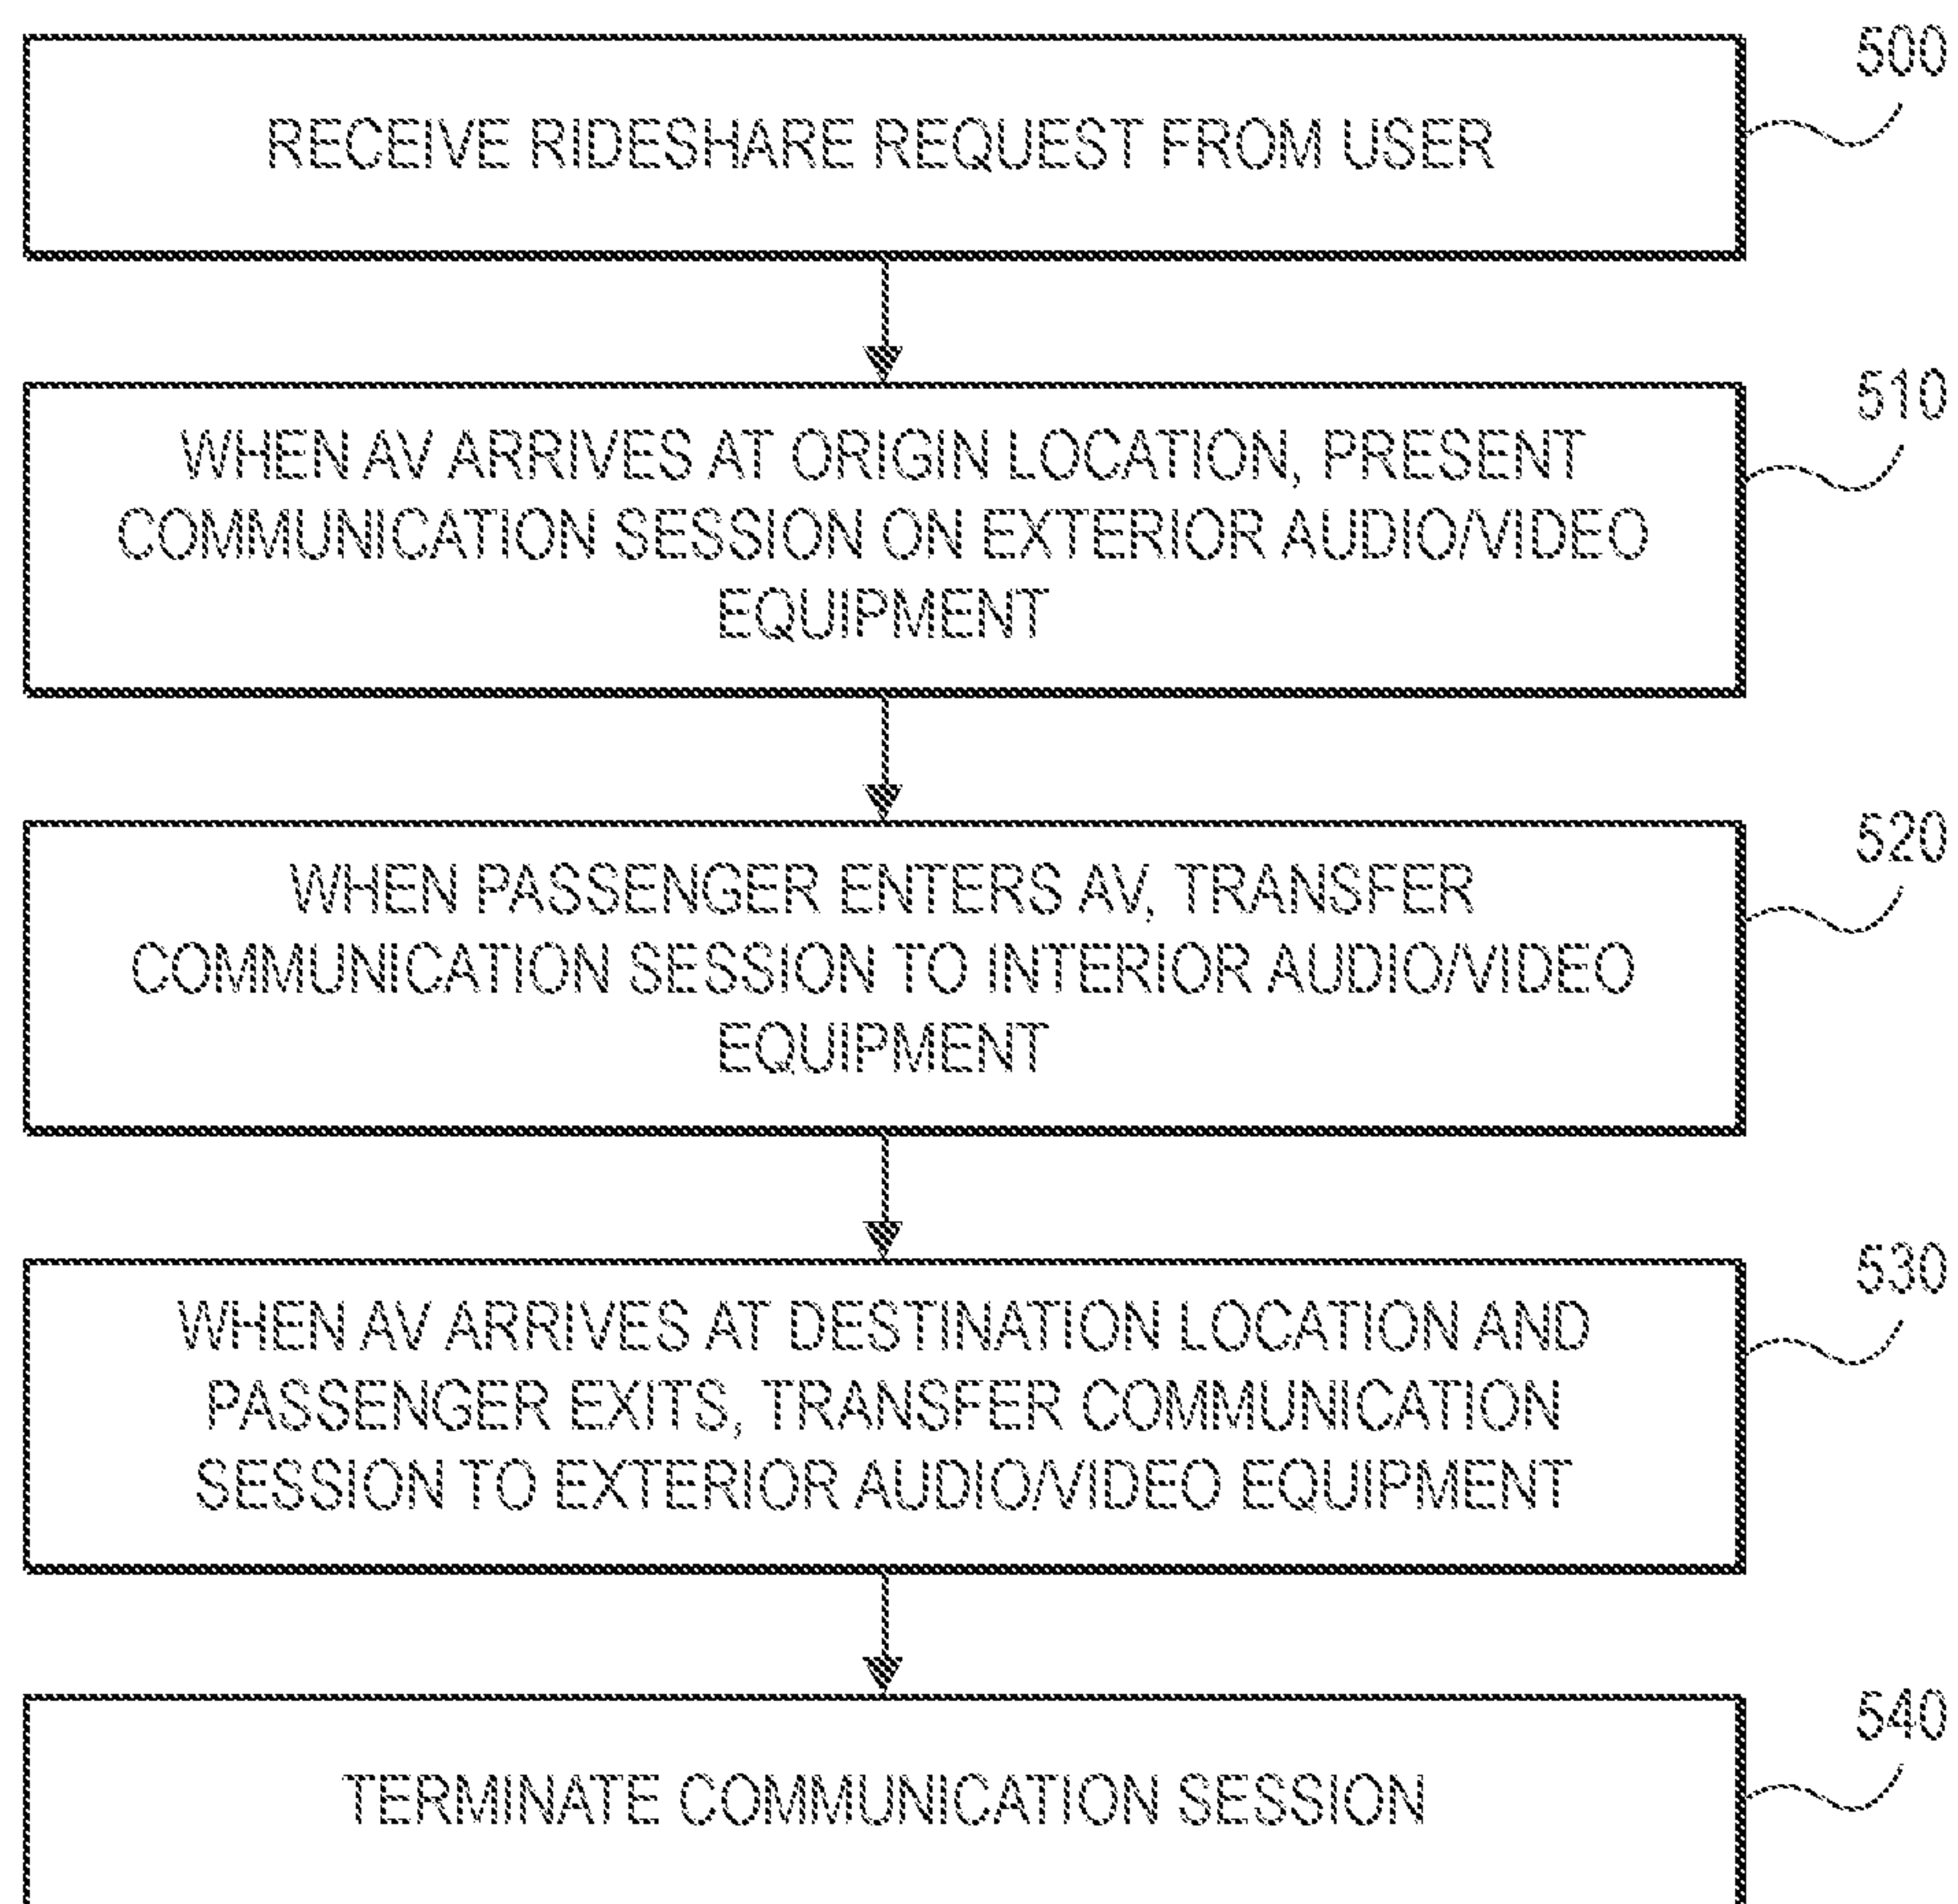 500
RECEIVE RIDESHARE REQUEST FROM USER
510
WHEN AV ARRIVES AT ORIGIN LOCATION, PRESENT
COMMUNICATION SESSION ON EXTERIOR AUDIO/VIDEO
EQUIPMENT
520
WHEN PASSENGER ENTERS AV, TRANSFER
COMMUNICATION SESSION TO INTERIOR AUDIO/VIDEO
EQUIPMENT
530
WHEN AV ARRIVES AT DESTINATION LOCATION AND
PASSENGER EXITS, TRANSFER COMMUNICATION
SESSION TO EXTERIOR AUDIO/VIDEO EQUIPMENT
540
TERMINATE COMMUNICATION SESSION